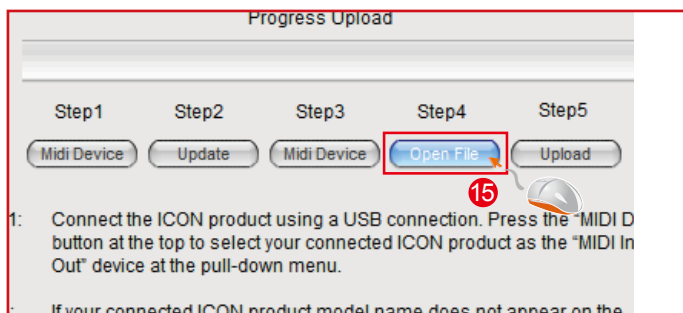 Progress Upload
Step1 Step2 Step3 Step4 Step5
Midi Device Update Midi Device Open File Upload
15
1: Connect the ICON product using a USB connection. Press the “MIDI D
button at the top to select your connected ICON product as the “MIDI In
Out” device at the pull-down menu.
If your connected ICON product model name does not appear on the